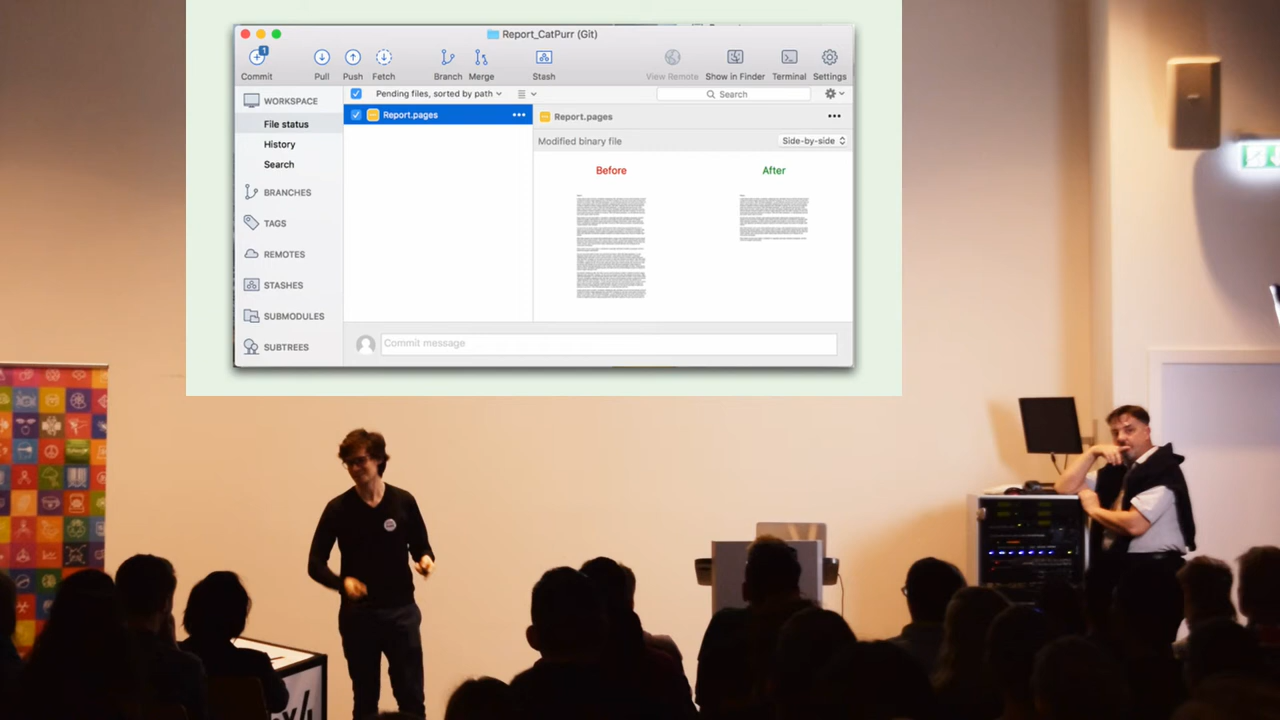 Report_CatPurr (Git)
1
Commit Pull Push Fetch Branch Merge Stash View Remote Show in Finder Terminal Settings
Pending files, sorted by path
Search
WORKSPACE
File status
History
Search
BRANCHES
TAGS
REMOTES
STASHES
SUBMODULES
SUBTREES
Report.pages
Report.pages
Modified binary file
Side-by-side
Before
After
Commit message